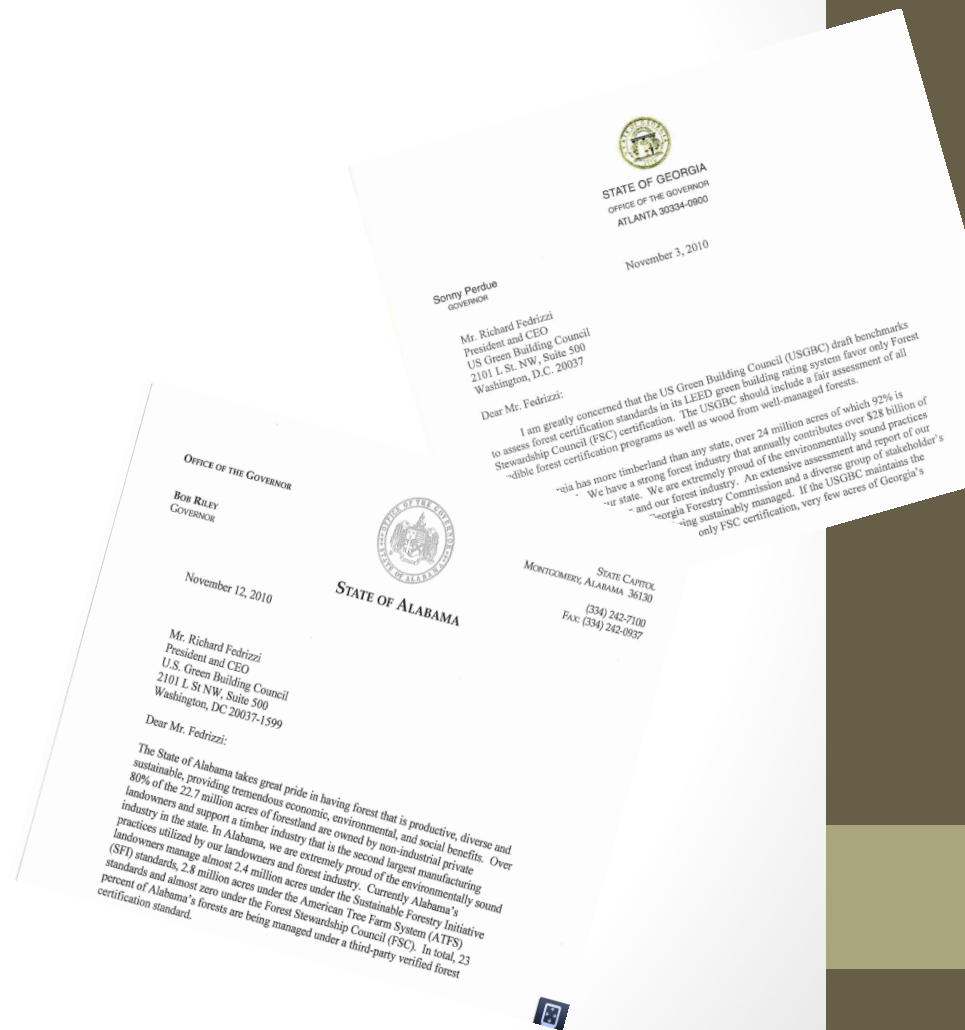 STATE OF GEORGIA
OFFICE OF THE GOVERNOR
ATLANTA 30334-0900
November 3, 2010
Sonny Perdue
GOVERNOR
Mr. Richard Fedrizzi
President and CEO
US Green Building Council
2101 L St. NW, Suite 500
Washington, D.C. 20037
Dear Mr. Fedrizzi:
I am greatly concerned that the US Green Building Council (USGBC) draft benchmarks
to assess forest certification standards in its LEED green building rating system favor only Forest
Stewardship Council (FSC) certification. The USGBC should include a fair assessment of all
forest certification programs as well as wood from well-managed forests.
has more timberland than any state, over 24 million acres of which 92% is
We have a strong forest industry that annually contributes over $28 billion of
state. We are extremely proud of the environmentally sound practices
and our forest industry. An extensive assessment and report of our
Forestry Commission and a diverse group of stakeholder's
sustainably managed. If the USGBC maintains the
only FSC certification, very few acres of Georgia's
OFFICE OF THE GOVERNOR
BOB RILEY
GOVERNOR
OFFICE OF THE GOVERNOR
STATE OF ALABAMA
STATE OF ALABAMA
STATE CAPITOL
MONTGOMERY, ALABAMA 36130
(334) 242-7100
FAX: (334) 242-0937
November 12, 2010
Mr. Richard Fedrizzi
President and CEO
U.S. Green Building Council
2101 L St NW, Suite 500
Washington, DC 20037-1599
Dear Mr. Fedrizzi:
The State of Alabama takes great pride in having forest that is productive, diverse and
sustainable, providing tremendous economic, environmental, and social benefits. Over
80% of the 22.7 million acres of forestland are owned by non-industrial private
landowners and support a timber industry that is the second largest manufacturing
industry in the state. In Alabama, we are extremely proud of the environmentally sound
practices utilized by our landowners and forest industry. Currently Alabama's
landowners manage almost 2.4 million acres under the Sustainable Forestry Initiative
(SFI) standards, 2.8 million acres under the American Tree Farm System (ATFS)
standards and almost zero under the Forest Stewardship Council (FSC). In total, 23
percent of Alabama's forests are being managed under a third-party verified forest
certification standard.